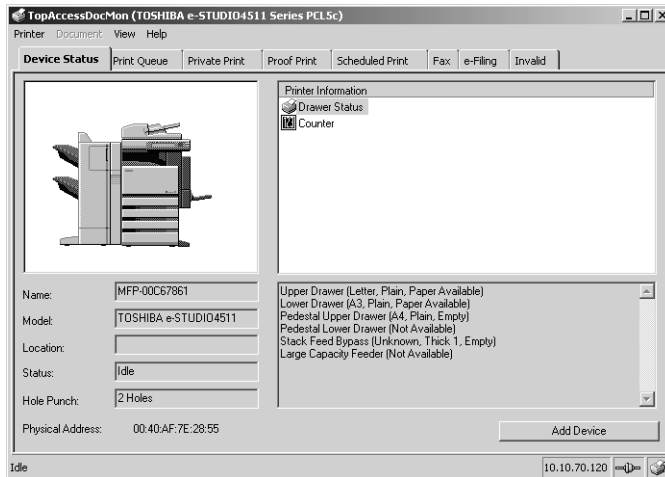 TopAccessDocMon (TOSHIBA e-STUDIO4511 Series PCL5c)
Printer Document View Help
Device Status Print Queue Private Print Proof Print Scheduled Print Fax e-Filing Invalid
Printer Information
Drawer Status
Counter
Name: MFP-00C67861
Model: TOSHIBA e-STUDIO4511
Location:
Status: Idle
Hole Punch: 2 Holes
Physical Address: 00:40:AF:7E:28:55
Upper Drawer (Letter, Plain, Paper Available)
Lower Drawer (A3, Plain, Paper Available)
Pedestal Upper Drawer (A4, Plain, Empty)
Pedestal Lower Drawer (Not Available)
Stack Feed Bypass (Unknown, Thick 1, Empty)
Large Capacity Feeder (Not Available)
Add Device
Idle 10.10.70.120